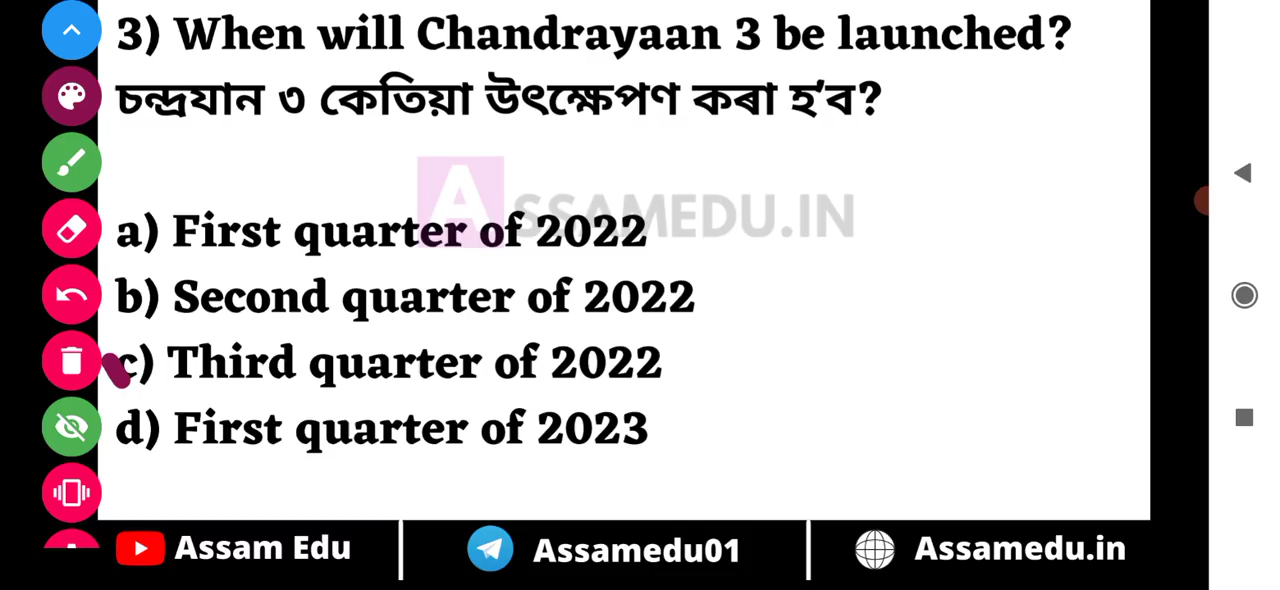 3) When will Chandrayaan 3 be launched?
চন্দ্ৰযান ৩ কেতিয়া উৎক্ষেপণ কৰা হ'ব?
ASSAMEDU.IN
a) First quarter of 2022
b) Second quarter of 2022
c) Third quarter of 2022
d) First quarter of 2023
Assam Edu
Assamedu01
Assamedu.in